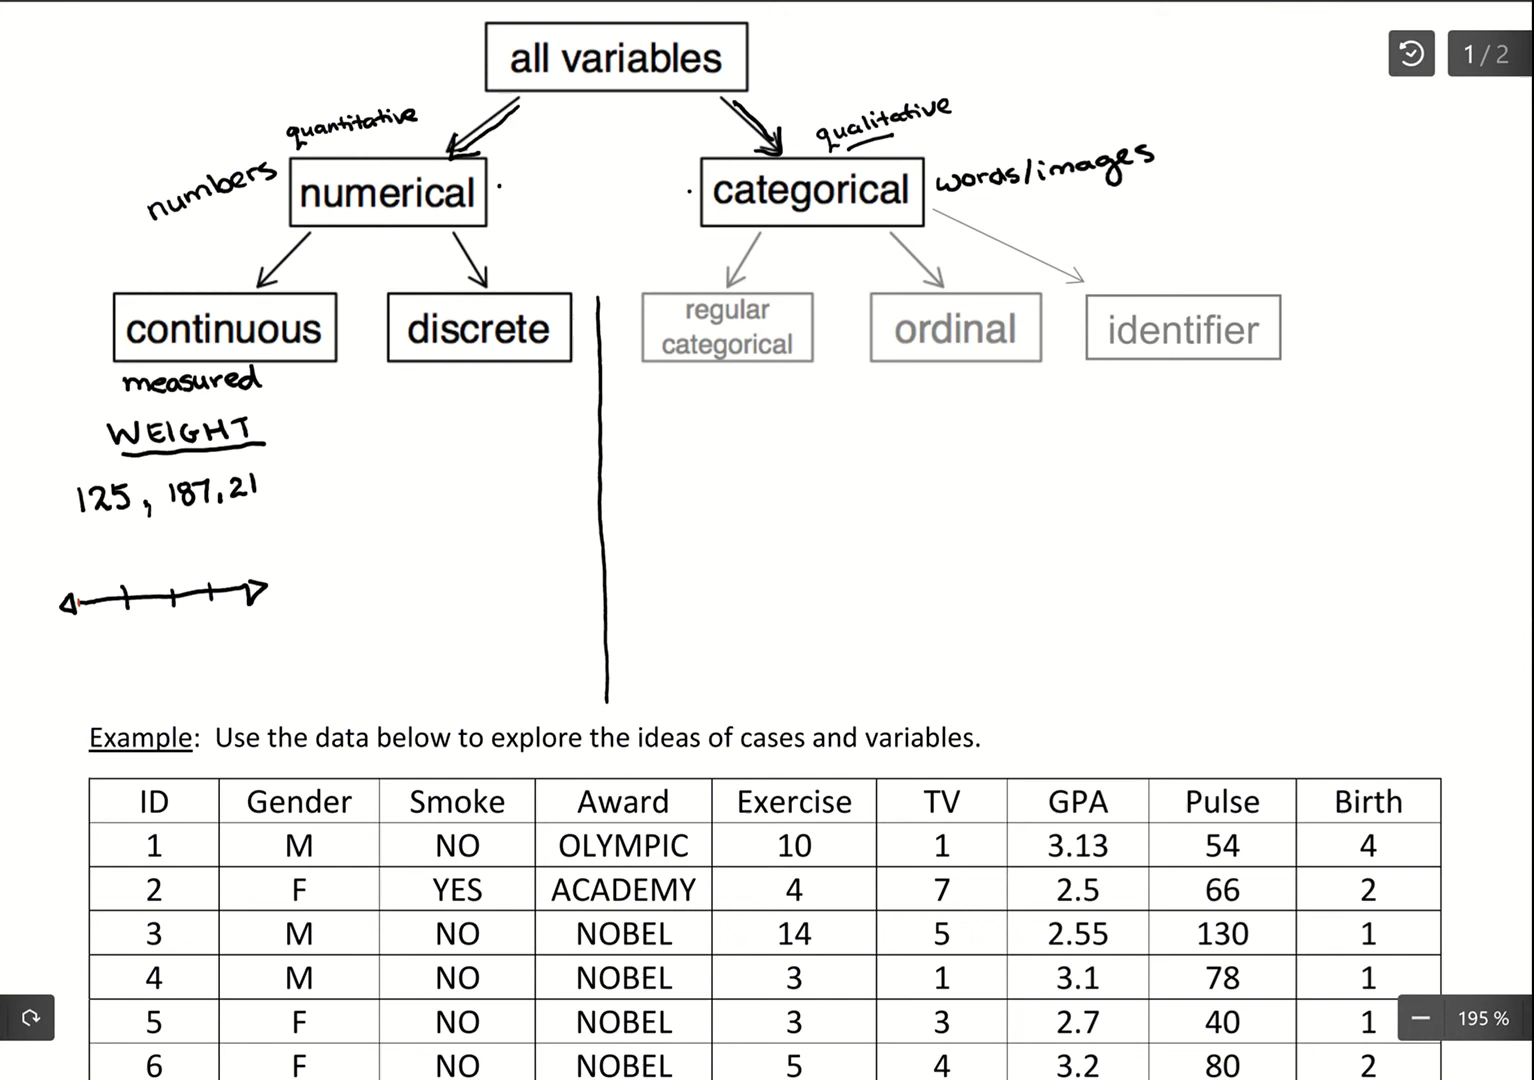 all variables
1 / 2
quantitative
qualitative
numbers
numerical
categorical
words/images
continuous
discrete
regular
categorical
ordinal
identifier
measured
WEIGHT
125, 187.21
Example: Use the data below to explore the ideas of cases and variables.
ID Gender Smoke Award Exercise TV GPA Pulse Birth
1 M NO OLYMPIC 10 1 3.13 54 4
2 F YES ACADEMY 4 7 2.5 66 2
3 M NO NOBEL 14 5 2.55 130 1
4 M NO NOBEL 3 1 3.1 78 1
5 F NO NOBEL 3 3 2.7 40 1
6 F NO NOBEL 5 4 3.2 80 2
195 %